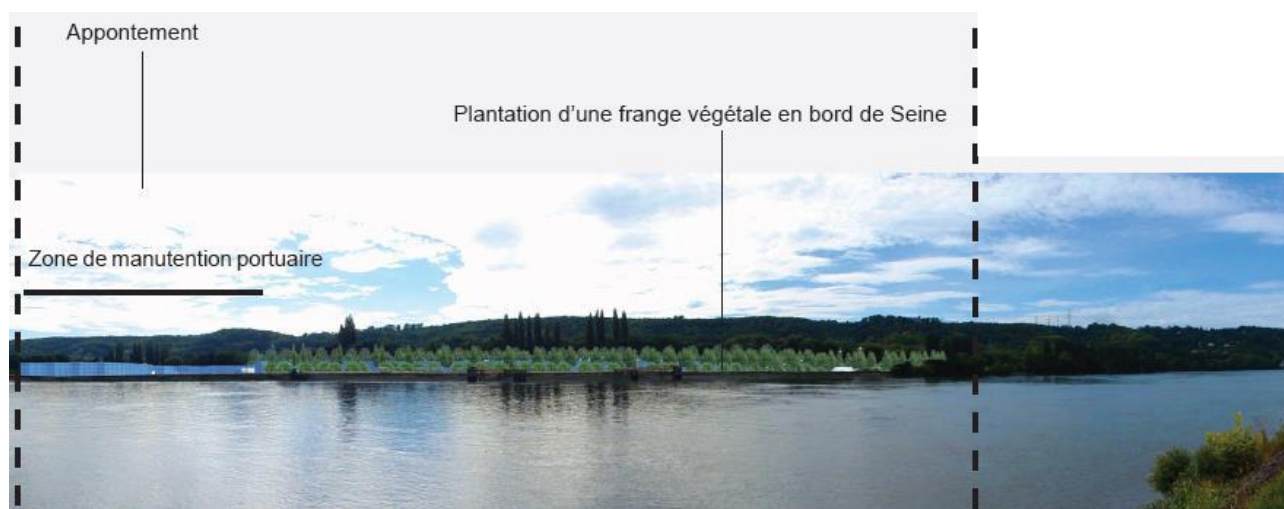 Appontement
Plantation d'une frange végétale en bord de Seine
Zone de manutention portuaire